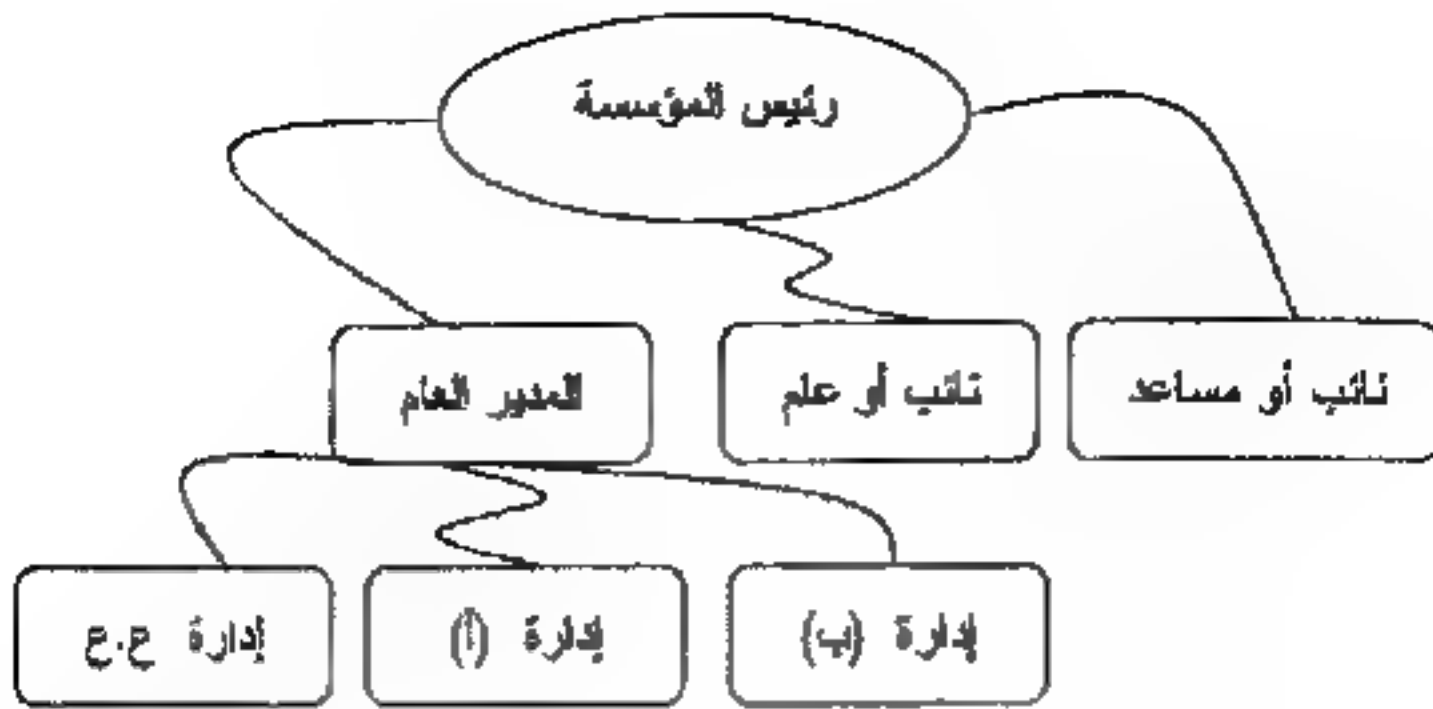 رئيس المؤسسة
نائب أو مساعد
نائب أو علم
المدير العام
إدارة (ب)
إدارة (أ)
إدارة ع.ع